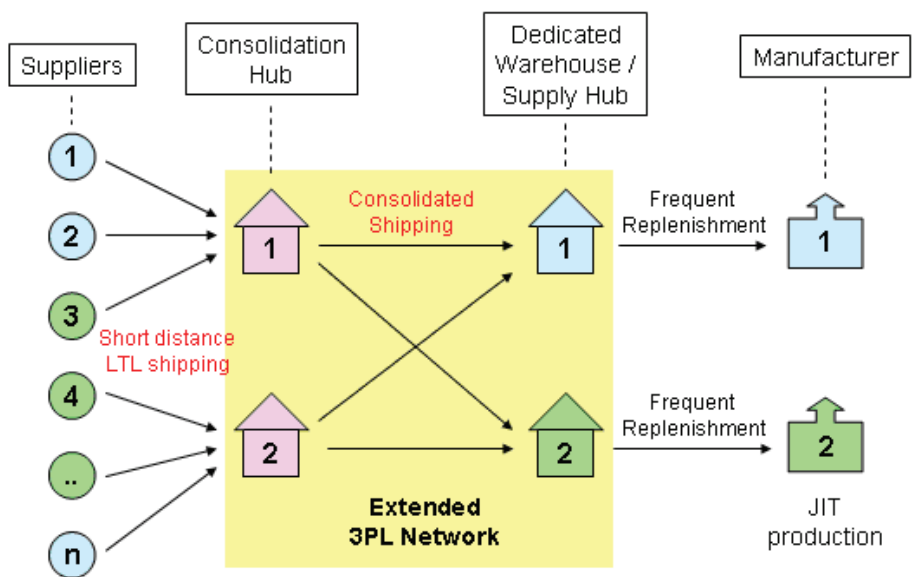 Suppliers
Consolidation
Hub
Dedicated
Warehouse /
Supply Hub
Manufacturer
1
2
3
4
..
n
Short distance
LTL shipping
1
2
Consolidated
Shipping
1
2
Extended
3PL Network
Frequent
Replenishment
Frequent
Replenishment
1
2
JIT
production